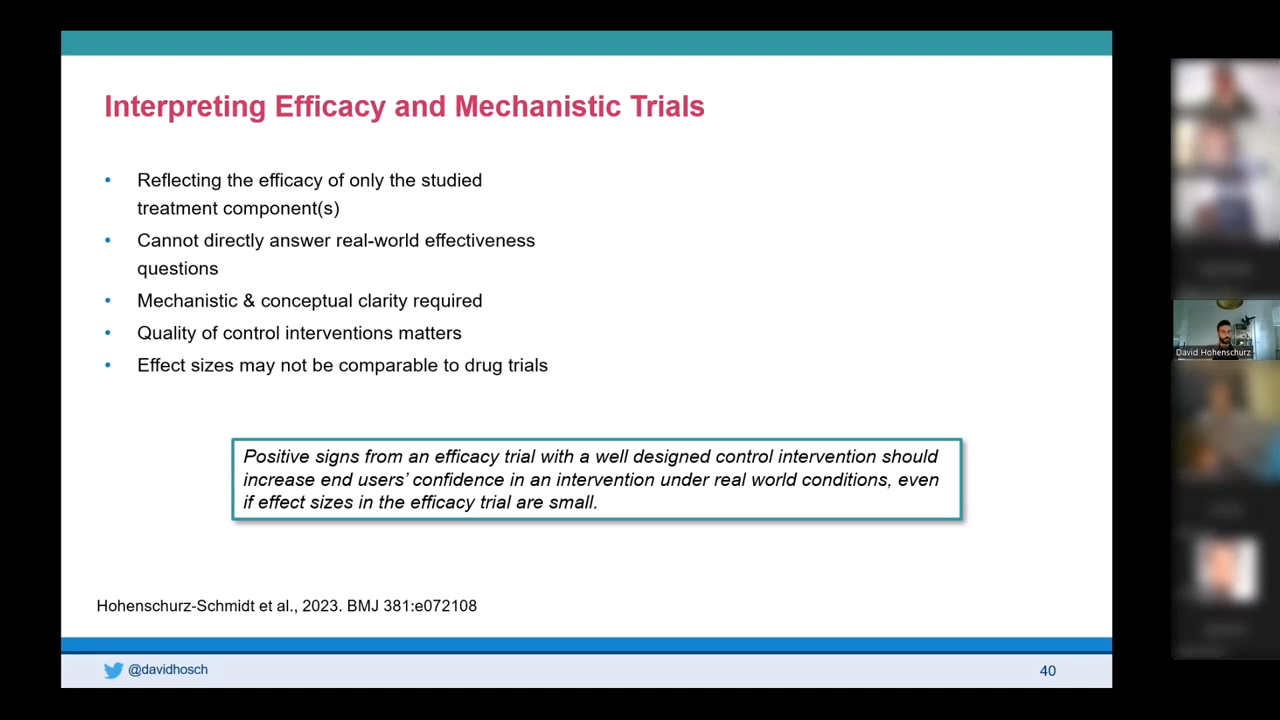 Interpreting Efficacy and Mechanistic Trials
• Reflecting the efficacy of only the studied
treatment component(s)
• Cannot directly answer real-world effectiveness
questions
• Mechanistic & conceptual clarity required
• Quality of control interventions matters
• Effect sizes may not be comparable to drug trials
Positive signs from an efficacy trial with a well designed control intervention should
increase end users’ confidence in an intervention under real world conditions, even
if effect sizes in the efficacy trial are small.
Hohenschurz-Schmidt et al., 2023. BMJ 381:e072108
@davidhosch
40
David Hohenschurz